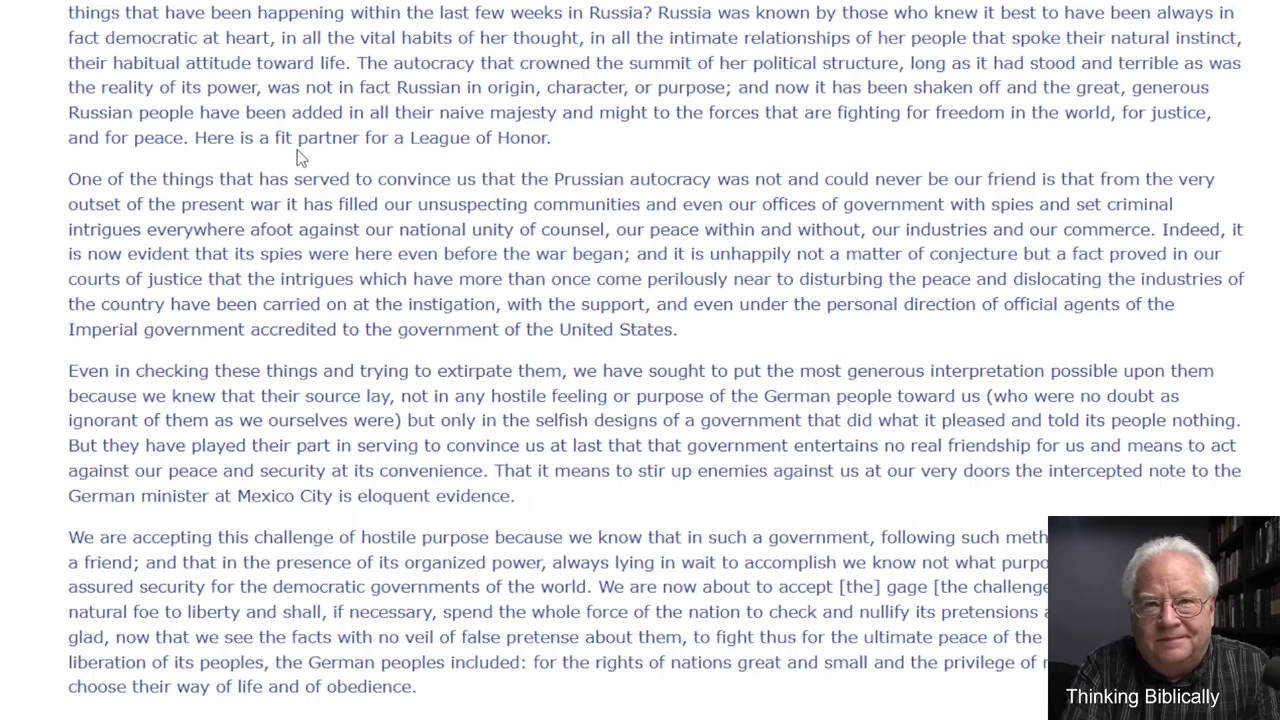 things that have been happening within the last few weeks in Russia? Russia was known by those who knew it best to have been always in
fact democratic at heart, in all the vital habits of her thought, in all the intimate relationships of her people that spoke their natural instinct,
their habitual attitude toward life. The autocracy that crowned the summit of her political structure, long as it had stood and terrible as was
the reality of its power, was not in fact Russian in origin, character, or purpose; and now it has been shaken off and the great, generous
Russian people have been added in all their naive majesty and might to the forces that are fighting for freedom in the world, for justice,
and for peace. Here is a fit partner for a League of Honor.
One of the things that has served to convince us that the Prussian autocracy was not and could never be our friend is that from the very
outset of the present war it has filled our unsuspecting communities and even our offices of government with spies and set criminal
intrigues everywhere afoot against our national unity of counsel, our peace within and without, our industries and our commerce. Indeed, it
is now evident that its spies were here even before the war began; and it is unhappily not a matter of conjecture but a fact proved in our
courts of justice that the intrigues which have more than once come perilously near to disturbing the peace and dislocating the industries of
the country have been carried on at the instigation, with the support, and even under the personal direction of official agents of the
Imperial government accredited to the government of the United States.
Even in checking these things and trying to extirpate them, we have sought to put the most generous interpretation possible upon them
because we knew that their source lay, not in any hostile feeling or purpose of the German people toward us (who were no doubt as
ignorant of them as we ourselves were) but only in the selfish designs of a government that did what it pleased and told its people nothing.
But they have played their part in serving to convince us at last that that government entertains no real friendship for us and means to act
against our peace and security at its convenience. That it means to stir up enemies against us at our very doors the intercepted note to the
German minister at Mexico City is eloquent evidence.
We are accepting this challenge of hostile purpose because we know that in such a government, following such
a friend; and that in the presence of its organized power, always lying in wait to accomplish we know not what
assured security for the democratic governments of the world. We are now about to accept [the] gage [the challenge
natural foe to liberty and shall, if necessary, spend the whole force of the nation to check and nullify its pretensions
glad, now that we see the facts with no veil of false pretense about them, to fight thus for the ultimate peace of the
liberation of its peoples, the German peoples included: for the rights of nations great and small and the privilege of
choose their way of life and of obedience.
Thinking Biblically